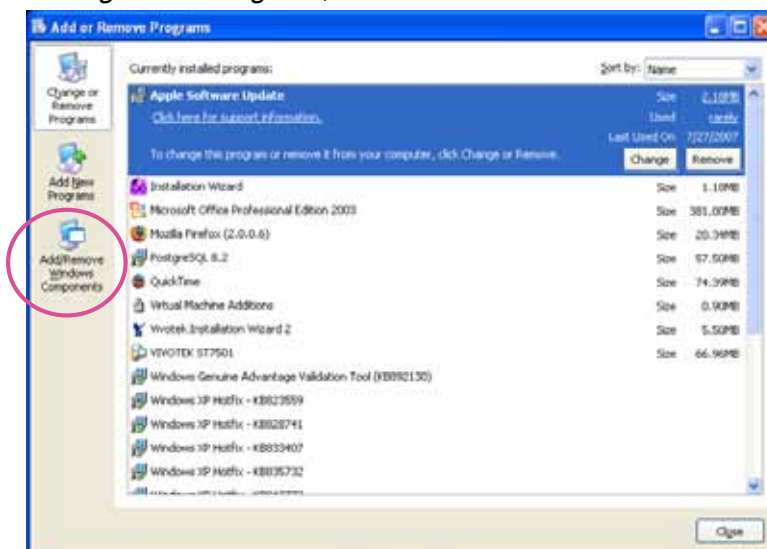 Add or Remove Programs
Currently installed programs:
Sort by: Name
Change or
Remove
Programs
Apple Software Update
Size 2.10MB
Click here for support information.
Used rarely
Last Used On 7/27/2007
To change this program or remove it from your computer, click Change or Remove.
Change
Remove
Add New
Programs
Add/Remove
Windows
Components
Installation Wizard Size 1.10MB
Microsoft Office Professional Edition 2003 Size 381.00MB
Mozilla Firefox (2.0.0.6) Size 20.34MB
PostgreSQL 8.2 Size 57.50MB
QuickTime Size 74.39MB
Virtual Machine Additions Size 0.90MB
Vivotek Installation Wizard 2 Size 5.50MB
VIVOTEK ST7501 Size 66.96MB
Windows Genuine Advantage Validation Tool (KB892130)
Windows XP Hotfix - KB823559
Windows XP Hotfix - KB828741
Windows XP Hotfix - KB833407
Windows XP Hotfix - KB835732
Close